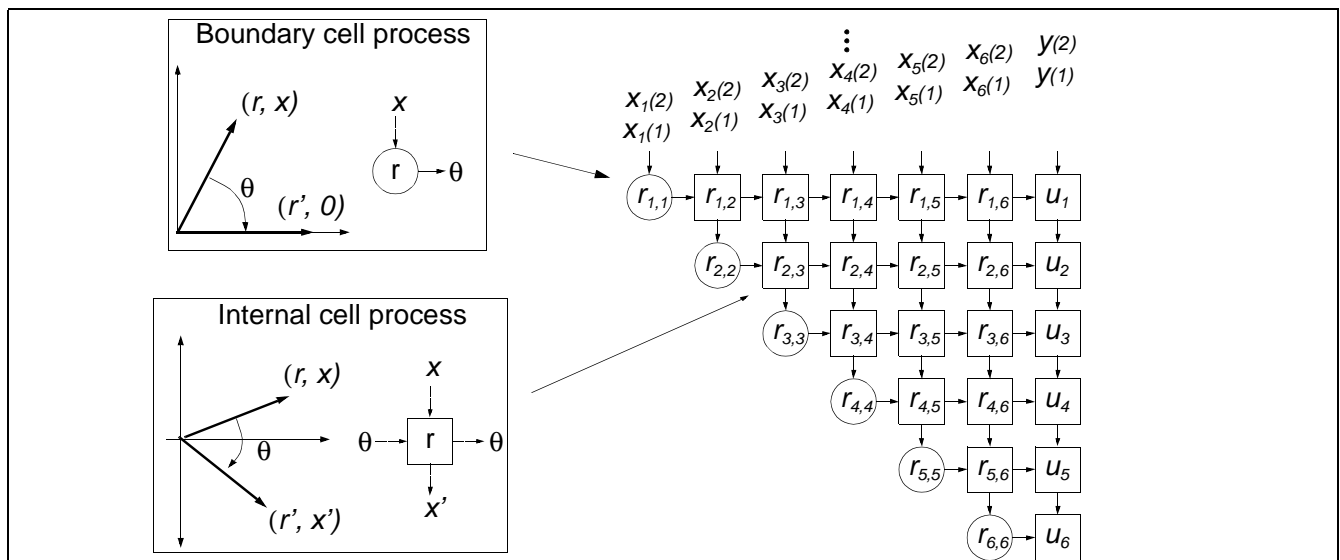 Boundary cell process
(r, x)
θ
(r', 0)
x
r
θ
Internal cell process
(r, x)
θ
(r', x')
x
θ r θ
x'
⋮
x₁(2) x₂(2) x₃(2) x₄(2) x₅(2) x₆(2) y(2)
x₁(1) x₂(1) x₃(1) x₄(1) x₅(1) x₆(1) y(1)
r₁,₁ r₁,₂ r₁,₃ r₁,₄ r₁,₅ r₁,₆ u₁
r₂,₂ r₂,₃ r₂,₄ r₂,₅ r₂,₆ u₂
r₃,₃ r₃,₄ r₃,₅ r₃,₆ u₃
r₄,₄ r₄,₅ r₄,₆ u₄
r₅,₅ r₅,₆ u₅
r₆,₆ u₆